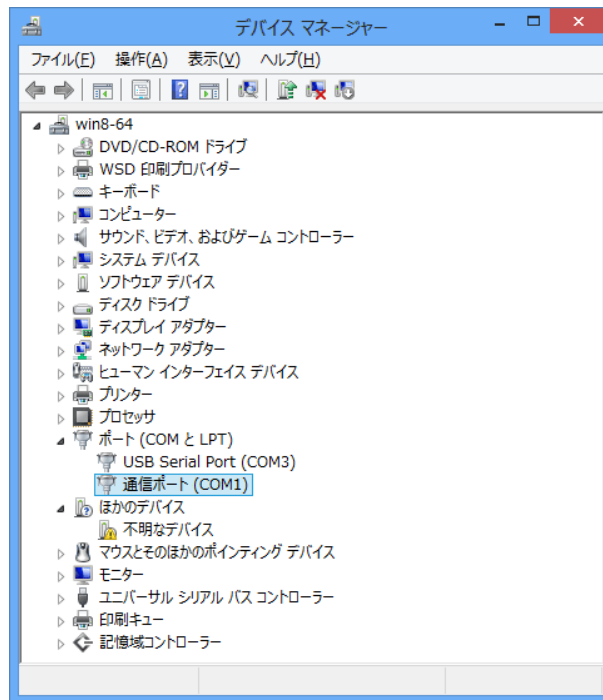 デバイス マネージャー
ファイル(F) 操作(A) 表示(V) ヘルプ(H)
win8-64
DVD/CD-ROM ドライブ
WSD 印刷プロバイダー
キーボード
コンピューター
サウンド、ビデオ、およびゲーム コントローラー
システム デバイス
ソフトウェア デバイス
ディスク ドライブ
ディスプレイ アダプター
ネットワーク アダプター
ヒューマン インターフェイス デバイス
プリンター
プロセッサ
ポート (COM と LPT)
USB Serial Port (COM3)
通信ポート (COM1)
ほかのデバイス
不明なデバイス
マウスとそのほかのポインティング デバイス
モニター
ユニバーサル シリアル バス コントローラー
印刷キュー
記憶域コントローラー